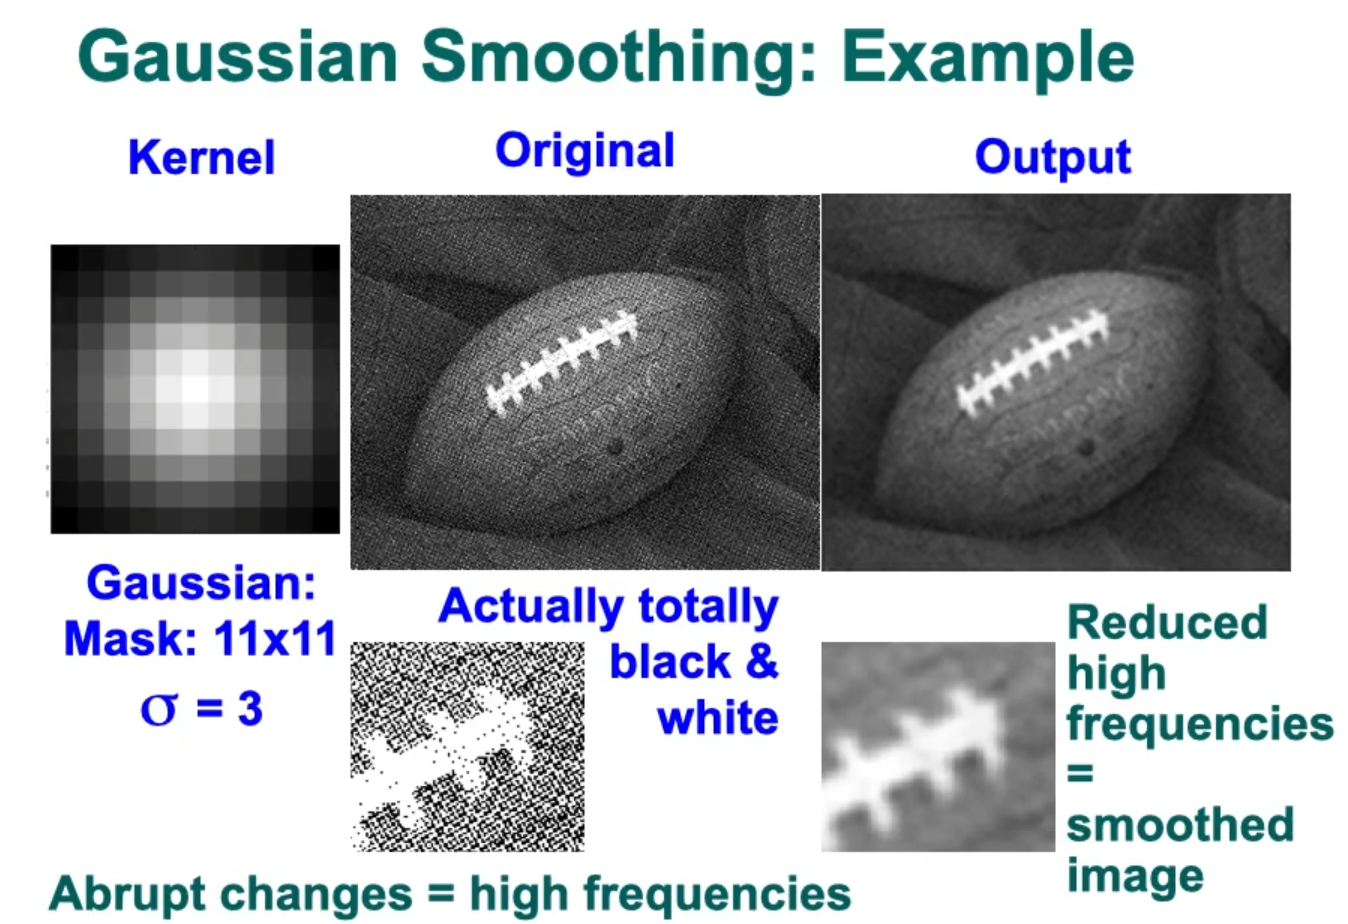 Gaussian Smoothing: Example
Kernel
Original
Output
Gaussian:
Mask: 11x11
σ = 3
Actually totally
black &
white
Reduced
high
frequencies
=
smoothed
image
Abrupt changes = high frequencies